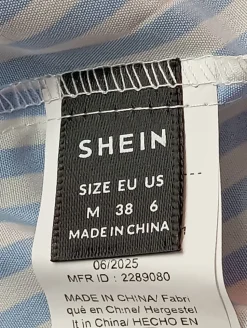 SHEIN
SIZE EU US
M 38 6
MADE IN CHINA
06/2025
MFR ID : 2289080
MADE IN CHINA/ Fabri
qué en Chine/ Hergestel
lt in China/ HECHO EN